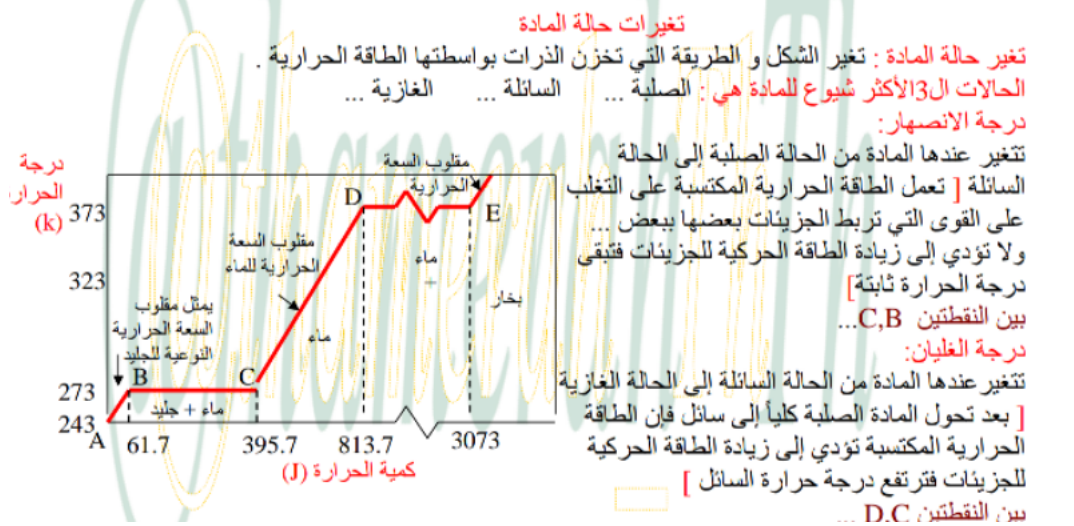 تغيرات حالة المادة
تغير حالة المادة : تغير الشكل و الطريقة التي تخزن الذرات بواسطتها الطاقة الحرارية .
الحالات ال3الأكثر شيوع للمادة هي : الصلبة ... السائلة ... الغازية ...
درجة الانصهار:
تتغير عندها المادة من الحالة الصلبة إلى الحالة
السائلة [ تعمل الطاقة الحرارية المكتسبة على التغلب
على القوى التي تربط الجزيئات بعضها ببعض ...
ولا تؤدي إلى زيادة الطاقة الحركية للجزيئات فتبقى
درجة الحرارة ثابتة]
بين النقطتين C,B...
درجة الغليان:
تتغير عندها المادة من الحالة السائلة إلى الحالة الغازية
[ بعد تحول المادة الصلبة كلياً إلى سائل فإن الطاقة
الحرارية المكتسبة تؤدي إلى زيادة الطاقة الحركية
للجزيئات فترتفع درجة حرارة السائل ]
بين النقطتين D,C ...
درجة
الحرار
(k)
373
323
273
243
مقلوب السعة
الحرارية
D
E
مقلوب السعة
الحرارية للماء
ماء
+
بخار
ماء
يمثل مقلوب
السعة الحرارية
النوعية للجليد
B
C
ماء + جليد
A
61.7
395.7
813.7
3073
كمية الحرارة (J)